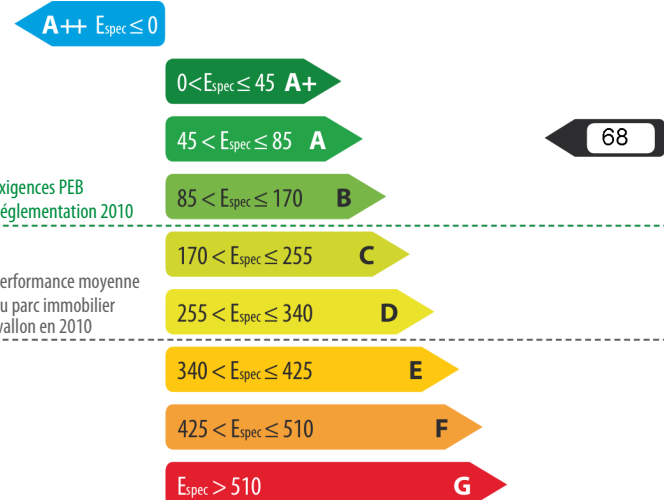 A++ Espec ≤ 0
0<Espec≤ 45 A+
45 < Espec ≤ 85 A
68
xigences PEB
églementation 2010
85 < Espec ≤ 170 B
170 < Espec ≤ 255 C
erformance moyenne
u parc immobilier
vallon en 2010
255 < Espec ≤ 340 D
340 < Espec ≤ 425 E
425 < Espec ≤ 510 F
Espec > 510 G